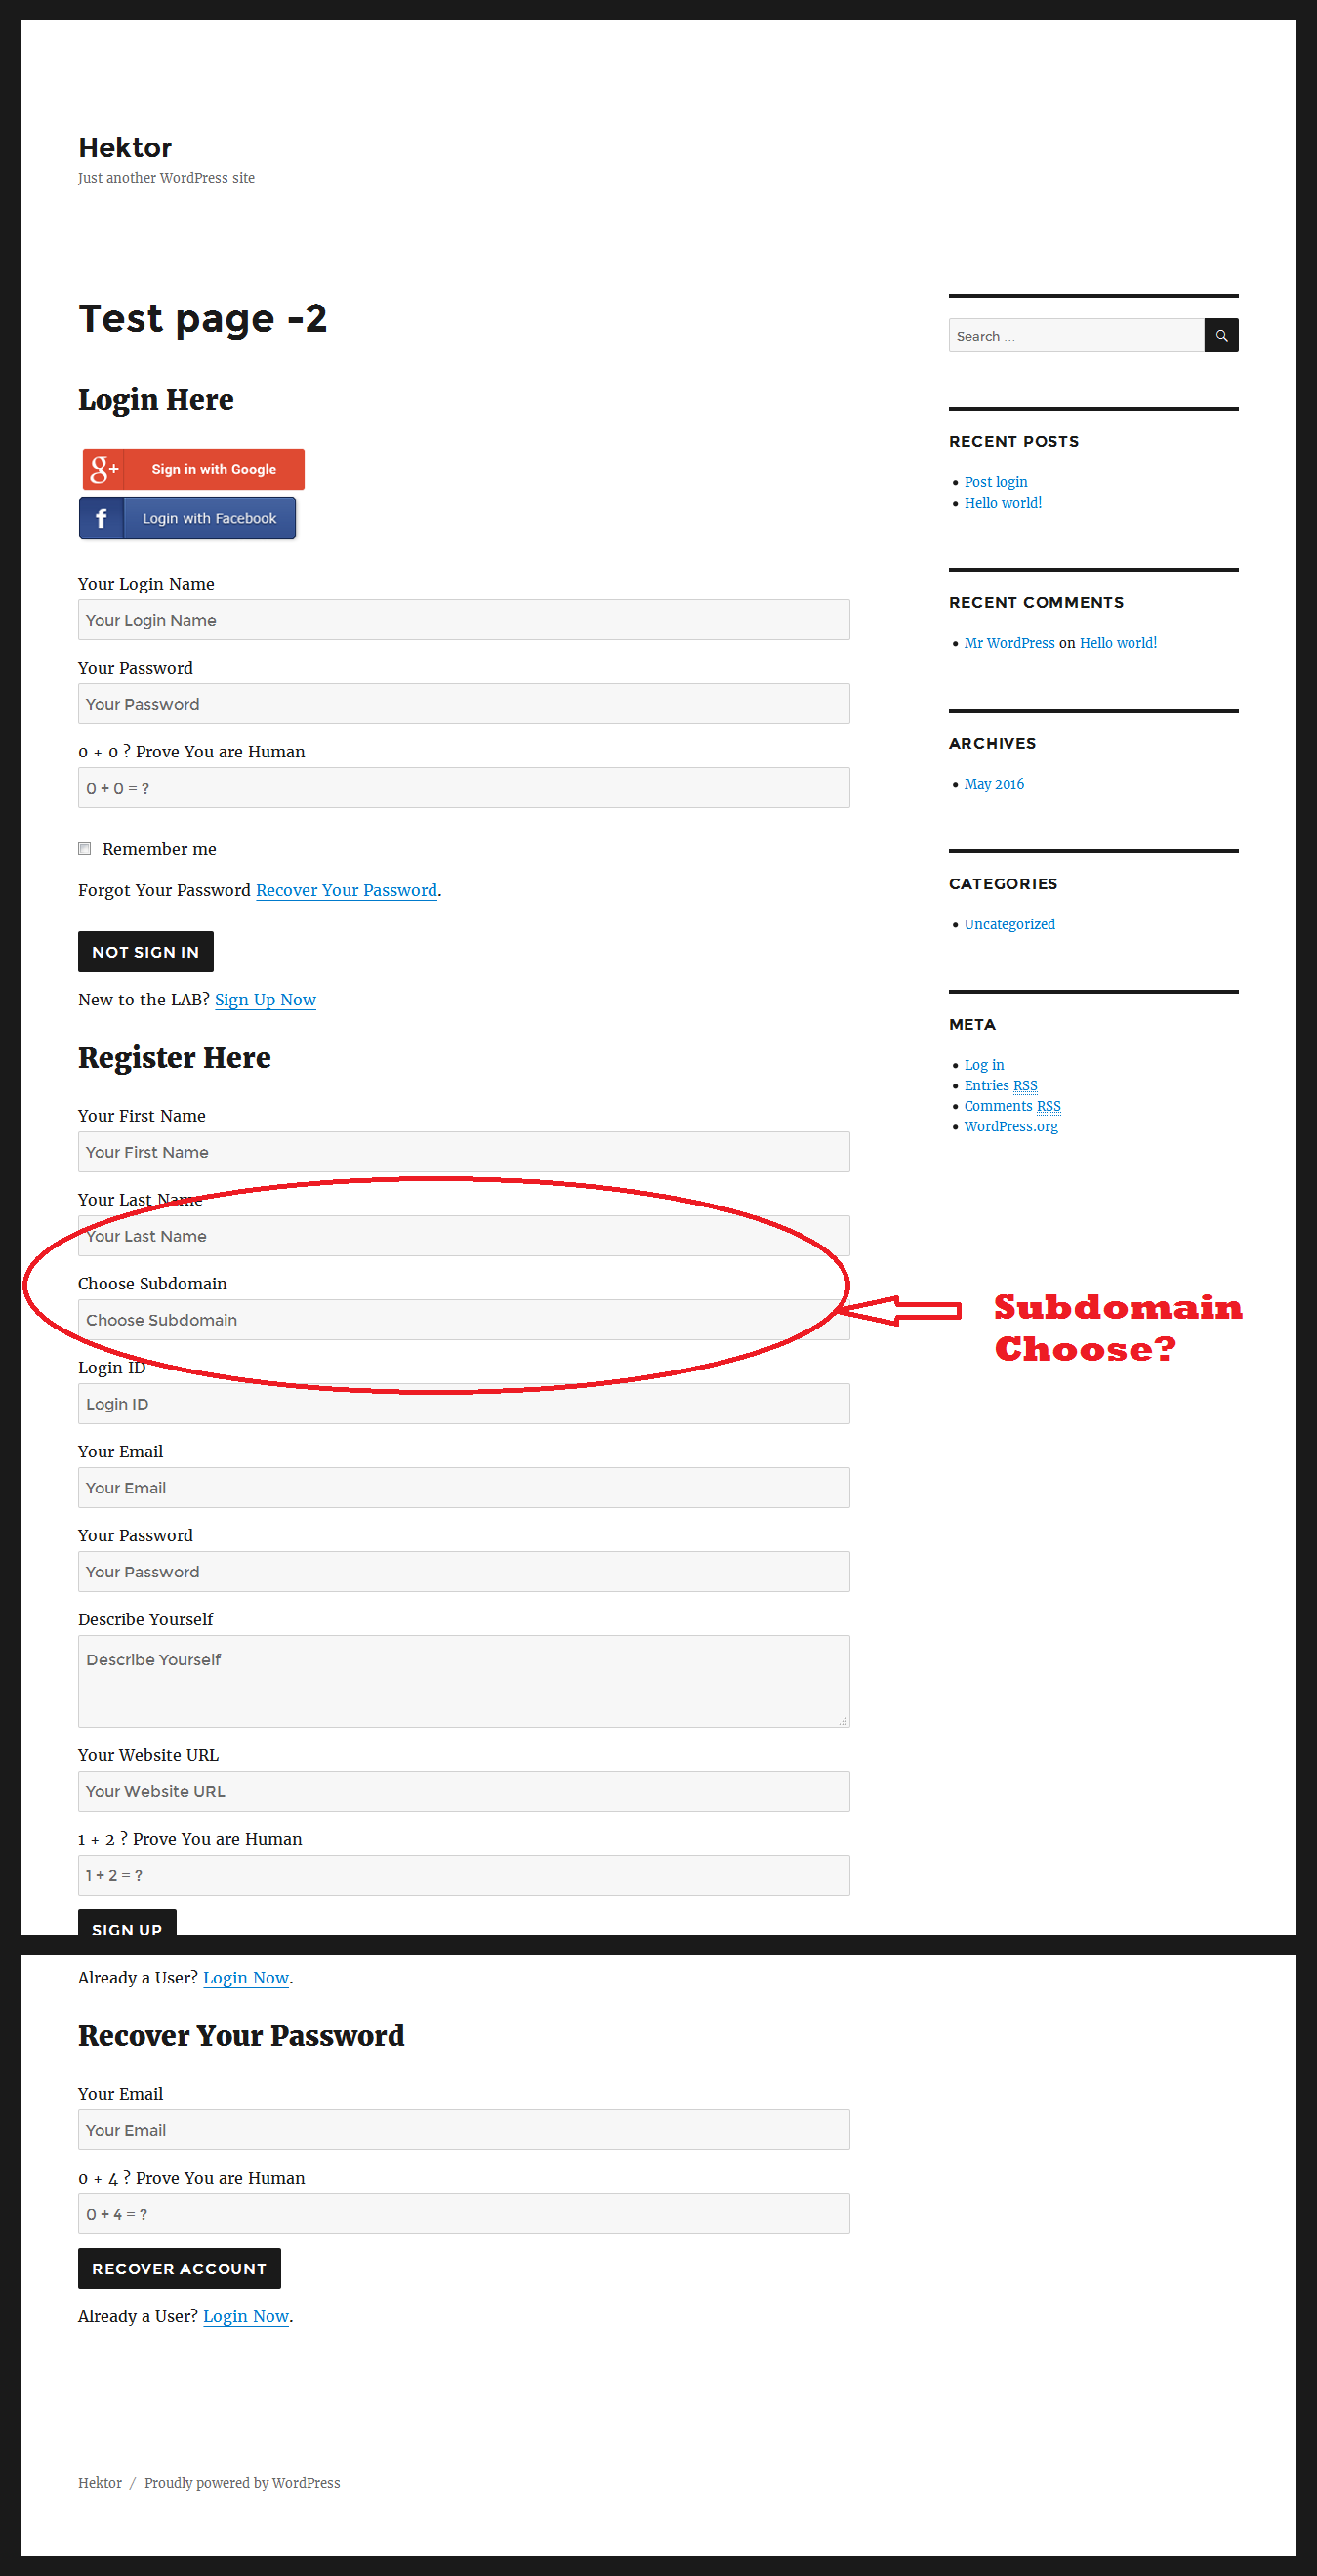 Hektor
Just another WordPress site
Test page -2
Login Here
g+ Sign in with Google
f Login with Facebook
Your Login Name
Your Login Name
Your Password
Your Password
0 + 0 ? Prove You are Human
0 + 0 = ?
Remember me
Forgot Your Password Recover Your Password.
NOT SIGN IN
New to the LAB? Sign Up Now
Register Here
Your First Name
Your First Name
Your Last Name
Your Last Name
Choose Subdomain
Choose Subdomain
Login ID
Login ID
Your Email
Your Email
Your Password
Your Password
Describe Yourself
Describe Yourself
Your Website URL
Your Website URL
1 + 2 ? Prove You are Human
1 + 2 = ?
SIGN UP
Already a User? Login Now.
Recover Your Password
Your Email
Your Email
0 + 4 ? Prove You are Human
0 + 4 = ?
RECOVER ACCOUNT
Already a User? Login Now.
Search ...
RECENT POSTS
Post login
Hello world!
RECENT COMMENTS
Mr WordPress on Hello world!
ARCHIVES
May 2016
CATEGORIES
Uncategorized
META
Log in
Entries RSS
Comments RSS
WordPress.org
Subdomain
Choose?
Hektor / Proudly powered by WordPress